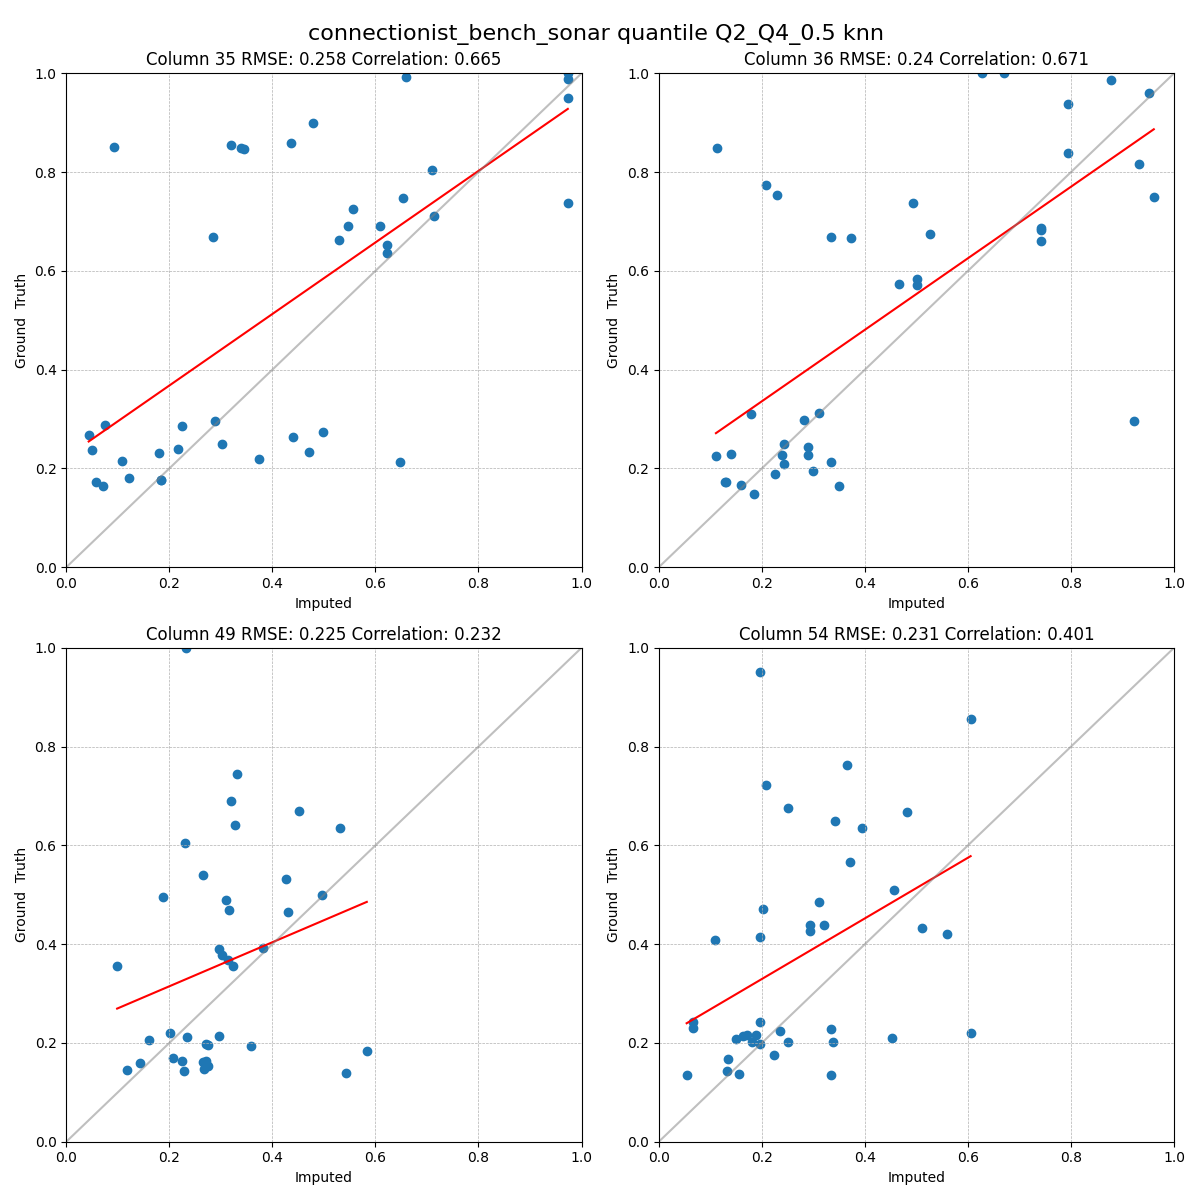 connectionist_bench_sonar quantile Q2_Q4_0.5 knn
Column 35 RMSE: 0.258 Correlation: 0.665
1.0
0.8
0.6
0.4
0.2
0.0
Ground Truth
0.0 0.2 0.4 0.6 0.8 1.0
Imputed
Column 36 RMSE: 0.24 Correlation: 0.671
1.0
0.8
0.6
0.4
0.2
0.0
Ground Truth
0.0 0.2 0.4 0.6 0.8 1.0
Imputed
Column 49 RMSE: 0.225 Correlation: 0.232
1.0
0.8
0.6
0.4
0.2
0.0
Ground Truth
0.0 0.2 0.4 0.6 0.8 1.0
Imputed
Column 54 RMSE: 0.231 Correlation: 0.401
1.0
0.8
0.6
0.4
0.2
0.0
Ground Truth
0.0 0.2 0.4 0.6 0.8 1.0
Imputed